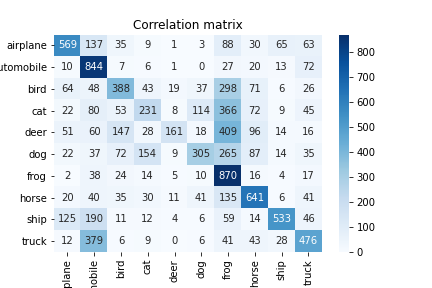 Correlation matrix
airplane 569 137 35 9 1 3 88 30 65 63
utomobile 10 844 7 6 1 0 27 20 13 72
bird 64 48 388 43 19 37 298 71 6 26
cat 22 80 53 231 8 114 366 72 9 45
deer 51 60 147 28 161 18 409 96 14 16
dog 22 37 72 154 9 305 265 87 14 35
frog 2 38 24 14 5 10 870 16 4 17
horse 20 40 35 30 11 41 135 641 6 41
ship 125 190 11 12 4 6 59 14 533 46
truck 12 379 6 9 0 6 41 43 28 476
plane mobile bird cat deer dog frog horse ship truck
800
700
600
500
400
300
200
100
0